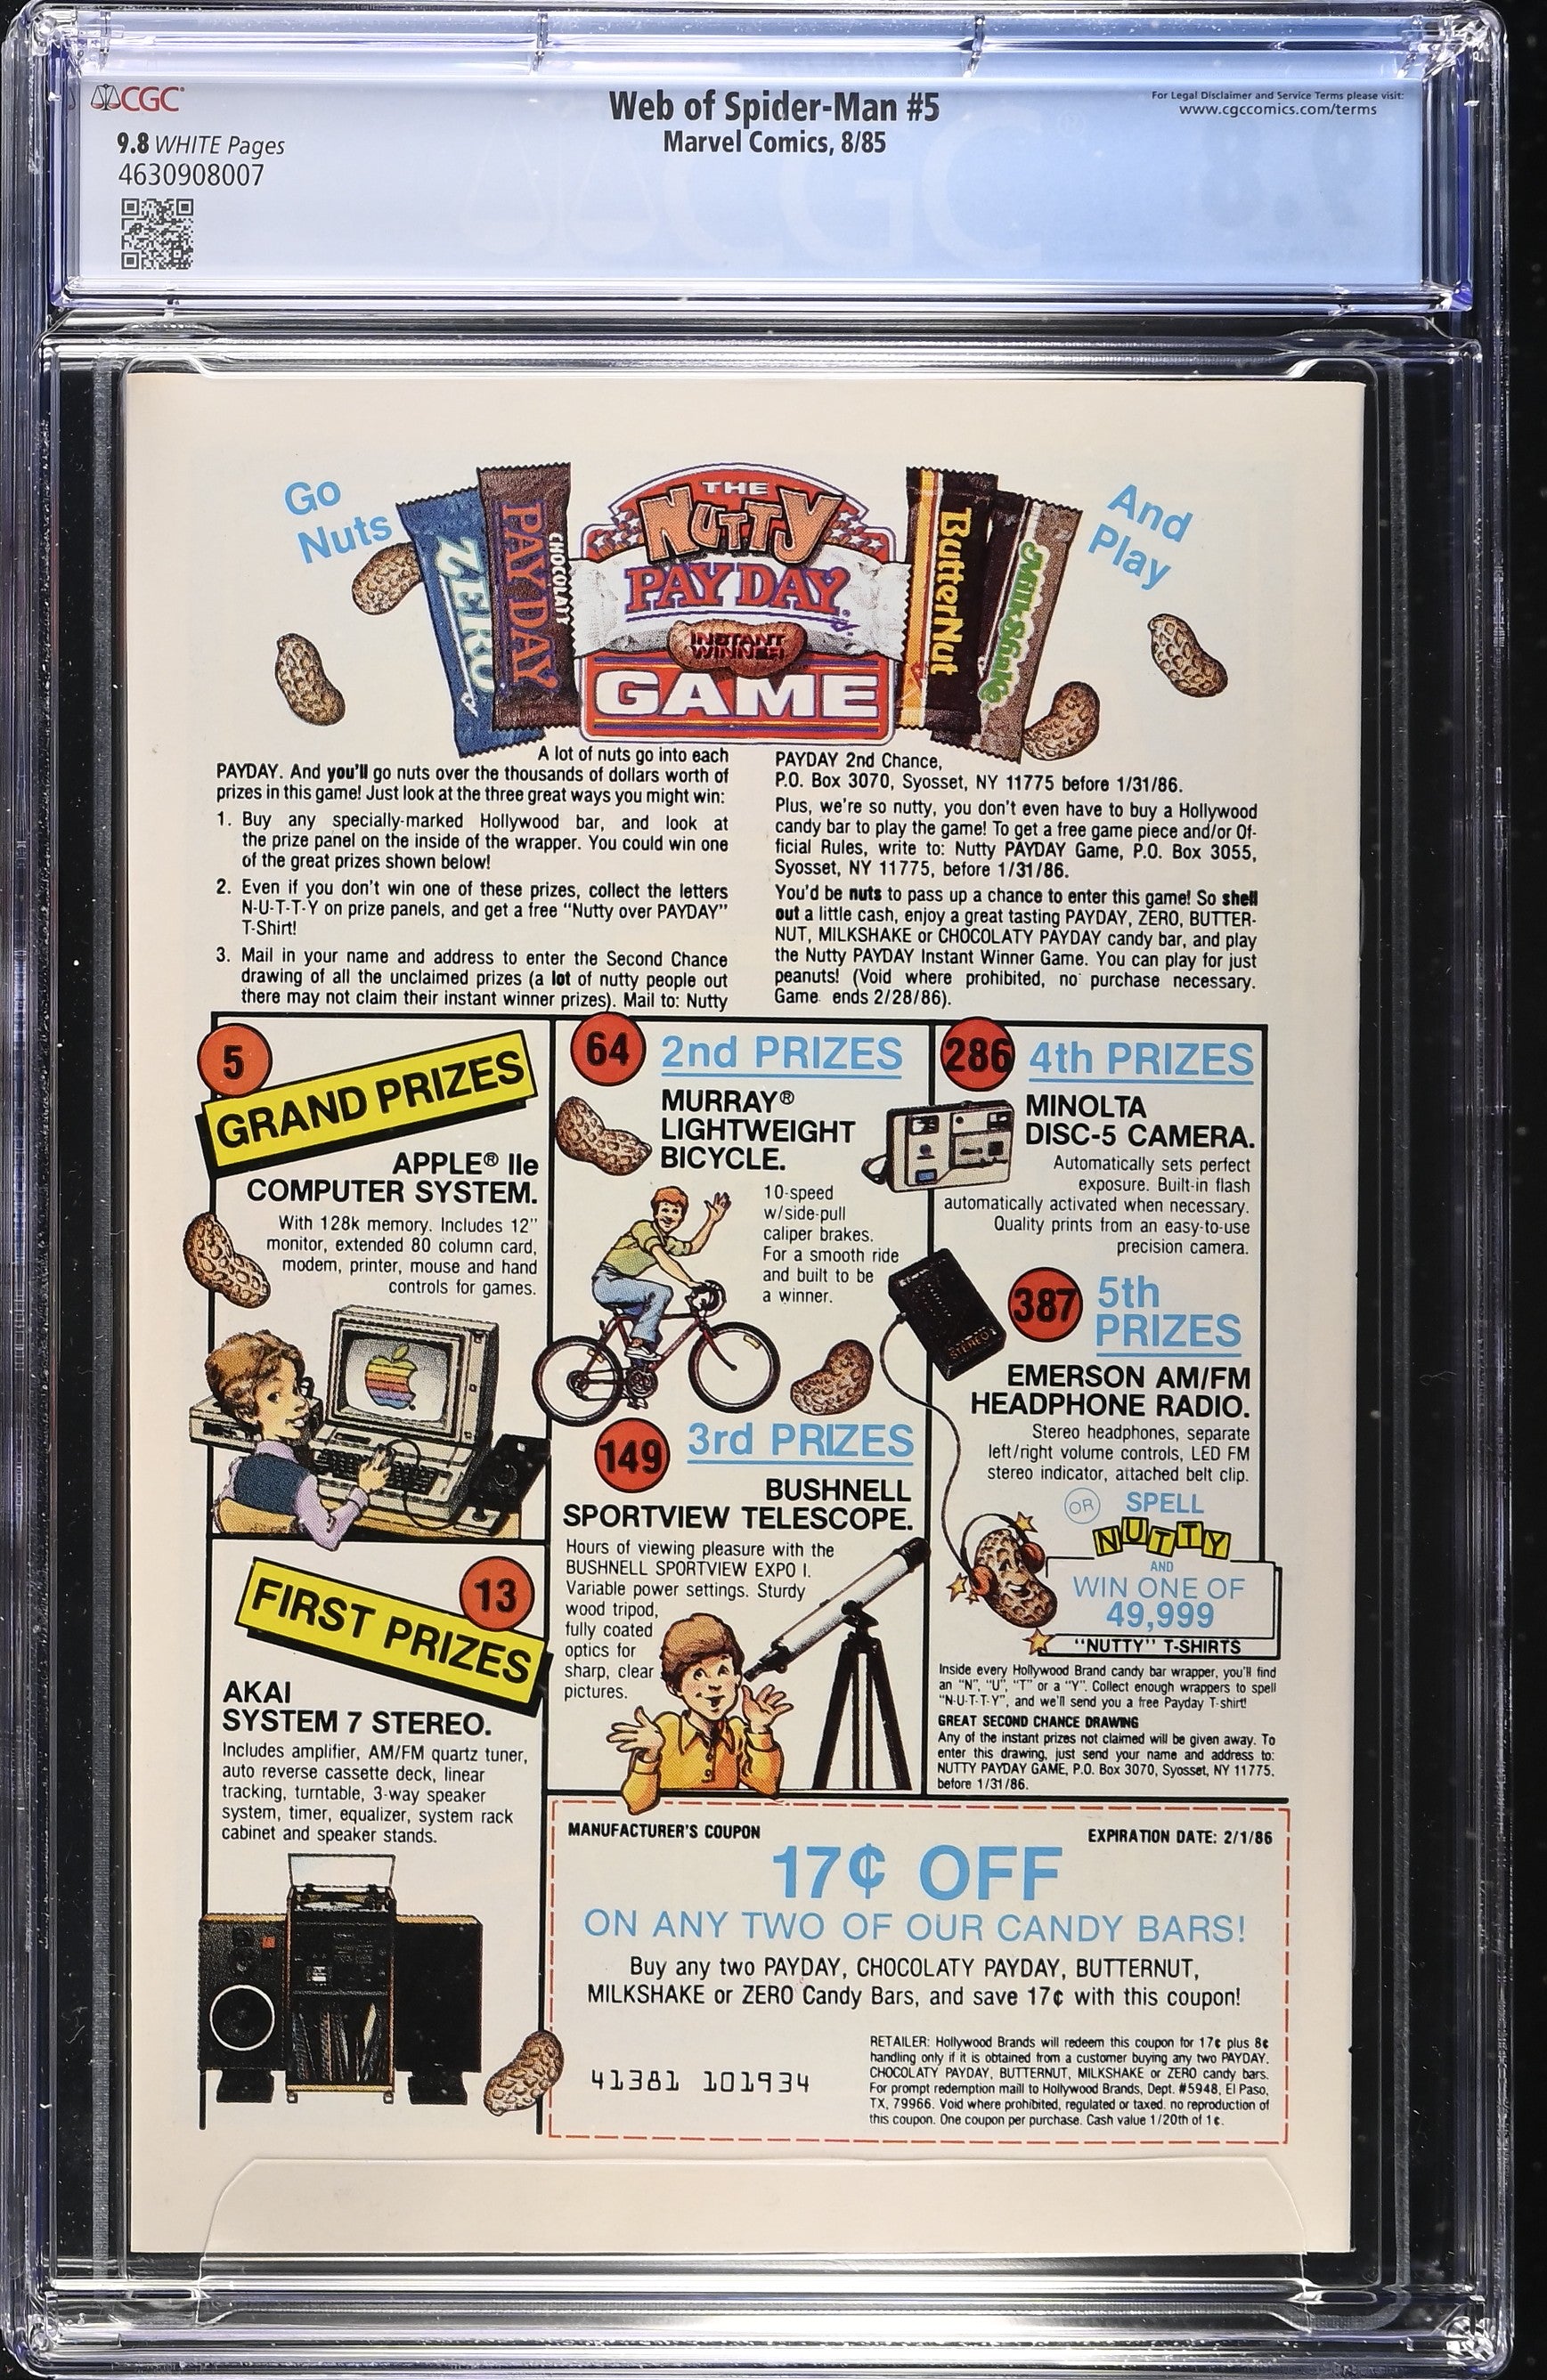 CGC
9.8 WHITE Pages
4630908007
Web of Spider-Man #5
Marvel Comics, 8/85
For Legal Disclaimer and Service Terms please visit:
www.cgccomics.com/terms
Go
Nuts
ZERO
CHOCOLATY
PAYDAY
THE
NUTTY
PAYDAY
INSTANT
WINNER
GAME
ButterNut
MilkShake
And
Play
A lot of nuts go into each
PAYDAY. And you'll go nuts over the thousands of dollars worth of
prizes in this game! Just look at the three great ways you might win:
1. Buy any specially-marked Hollywood bar, and look at
the prize panel on the inside of the wrapper. You could win one
of the great prizes shown below!
2. Even if you don't win one of these prizes, collect the letters
N-U-T-T-Y on prize panels, and get a free "Nutty over PAYDAY"
T-Shirt!
3. Mail in your name and address to enter the Second Chance
drawing of all the unclaimed prizes (a lot of nutty people out
there may not claim their instant winner prizes). Mail to: Nutty
PAYDAY 2nd Chance,
P.O. Box 3070, Syosset, NY 11775 before 1/31/86.
Plus, we're so nutty, you don't even have to buy a Hollywood
candy bar to play the game! To get a free game piece and/or Of-
ficial Rules, write to: Nutty PAYDAY Game, P.O. Box 3055,
Syosset, NY 11775, before 1/31/86.
You'd be nuts to pass up a chance to enter this game! So shell
out a little cash, enjoy a great tasting PAYDAY, ZERO, BUTTER-
NUT, MILKSHAKE or CHOCOLATY PAYDAY candy bar, and play
the Nutty PAYDAY Instant Winner Game. You can play for just
peanuts! (Void where prohibited, no purchase necessary.
Game ends 2/28/86).
5
GRAND PRIZES
APPLE® IIe
COMPUTER SYSTEM.
With 128k memory. Includes 12"
monitor, extended 80 column card,
modem, printer, mouse and hand
controls for games.
13
FIRST PRIZES
AKAI
SYSTEM 7 STEREO.
Includes amplifier, AM/FM quartz tuner,
auto reverse cassette deck, linear
tracking, turntable, 3-way speaker
system, timer, equalizer, system rack
cabinet and speaker stands.
64 2nd PRIZES
MURRAY®
LIGHTWEIGHT
BICYCLE.
10-speed
w/side-pull
caliper brakes.
For a smooth ride
and built to be
a winner.
149 3rd PRIZES
BUSHNELL
SPORTVIEW TELESCOPE.
Hours of viewing pleasure with the
BUSHNELL SPORTVIEW EXPO I.
Variable power settings. Sturdy
wood tripod,
fully coated
optics for
sharp, clear
pictures.
286 4th PRIZES
MINOLTA
DISC-5 CAMERA.
Automatically sets perfect
exposure. Built-in flash
automatically activated when necessary.
Quality prints from an easy-to-use
precision camera.
STEREO
387 5th
PRIZES
EMERSON AM/FM
HEADPHONE RADIO.
Stereo headphones, separate
left/right volume controls, LED FM
stereo indicator, attached belt clip.
OR SPELL
NUTTY
AND
WIN ONE OF
49,999
"NUTTY" T-SHIRTS
Inside every Hollywood Brand candy bar wrapper, you'll find
an "N", "U", "T" or a "Y". Collect enough wrappers to spell
"N-U-T-T-Y", and we'll send you a free Payday T-shirt!
GREAT SECOND CHANCE DRAWING
Any of the instant prizes not claimed will be given away. To
enter this drawing, just send your name and address to:
NUTTY PAYDAY GAME, P.O. Box 3070, Syosset, NY 11775.
before 1/31/86.
MANUFACTURER'S COUPON
EXPIRATION DATE: 2/1/86
17¢ OFF
ON ANY TWO OF OUR CANDY BARS!
Buy any two PAYDAY, CHOCOLATY PAYDAY, BUTTERNUT,
MILKSHAKE or ZERO Candy Bars, and save 17¢ with this coupon!
41381 101934
RETAILER: Hollywood Brands will redeem this coupon for 17¢ plus 8¢
handling only if it is obtained from a customer buying any two PAYDAY.
CHOCOLATY PAYDAY, BUTTERNUT, MILKSHAKE or ZERO candy bars.
For prompt redemption maill to Hollywood Brands, Dept. #5948, El Paso,
TX, 79966. Void where prohibited, regulated or taxed. no reproduction of
this coupon. One coupon per purchase. Cash value 1/20th of 1¢.